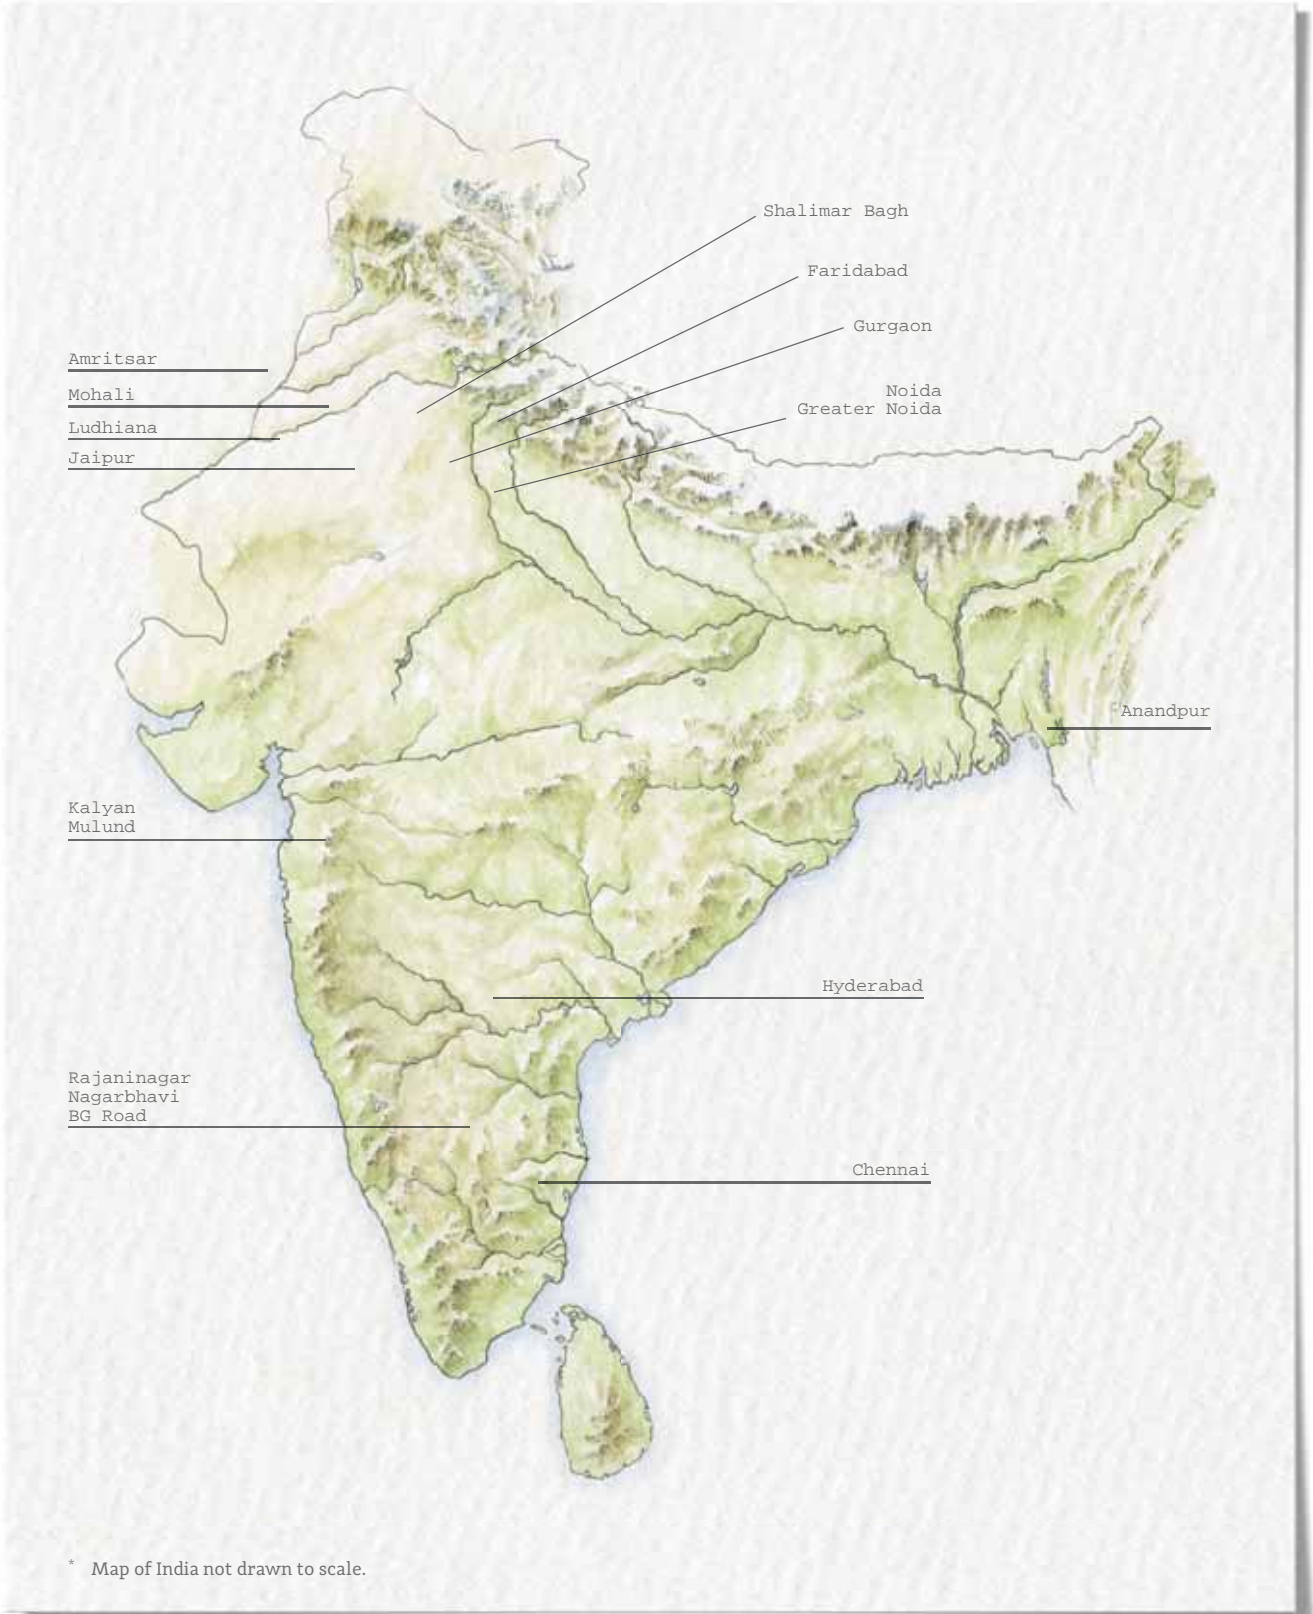 Shalimar Bagh
Faridabad
Gurgaon
Noida
Greater Noida
Amritsar
Mohali
Ludhiana
Jaipur
Anandpur
Kalyan
Mulund
Hyderabad
Rajaninagar
Nagarbhavi
BG Road
Chennai
* Map of India not drawn to scale.